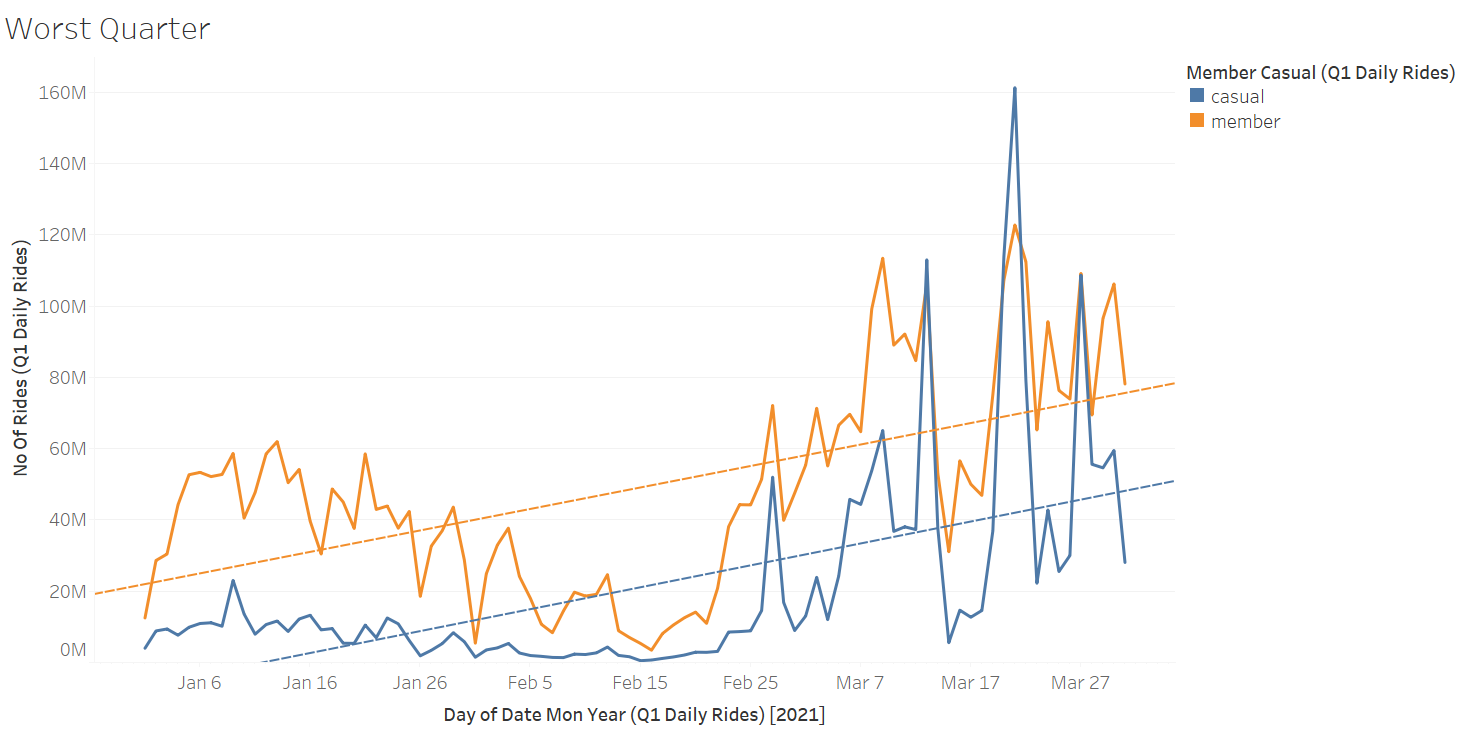 Worst Quarter
Member Casual (Q1 Daily Rides)
casual
member
No Of Rides (Q1 Daily Rides)
160M
140M
120M
100M
80M
60M
40M
20M
0M
Jan 6 Jan 16 Jan 26 Feb 5 Feb 15 Feb 25 Mar 7 Mar 17 Mar 27
Day of Date Mon Year (Q1 Daily Rides) [2021]